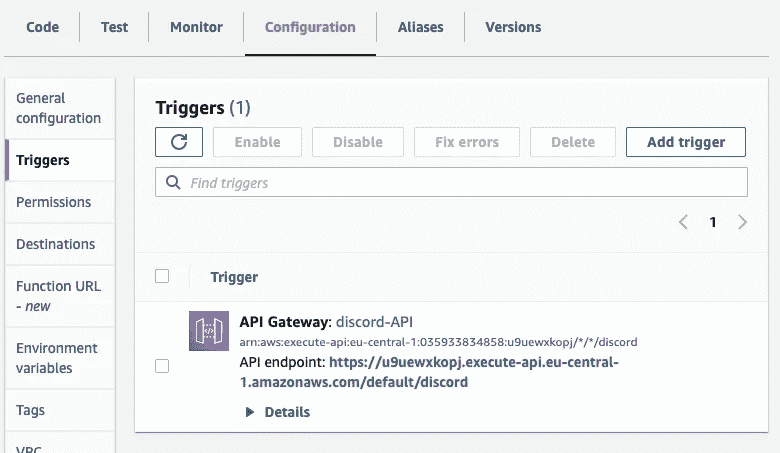 Code
Test
Monitor
Configuration
Aliases
Versions
General
configuration
Triggers
Permissions
Destinations
Function URL
- new
Environment
variables
Tags
VPC
Triggers (1)
Enable
Disable
Fix errors
Delete
Add trigger
Find triggers
1
Trigger
API Gateway: discord-API
arn:aws:execute-api:eu-central-1:035933834858:u9uewxkopj/*/*/discord
API endpoint: https://u9uewxkopj.execute-api.eu-central-
1.amazonaws.com/default/discord
Details